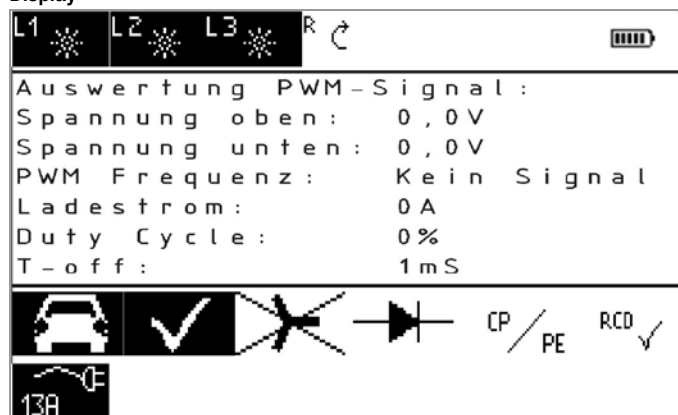 Display
L1 L2 L3 R
Auswertung PWM-Signal:
Spannung oben: 0,0V
Spannung unten: 0,0V
PWM Frequenz: Kein Signal
Ladestrom: 0A
Duty Cycle: 0%
T-off: 1mS
CP/PE RCD
13A